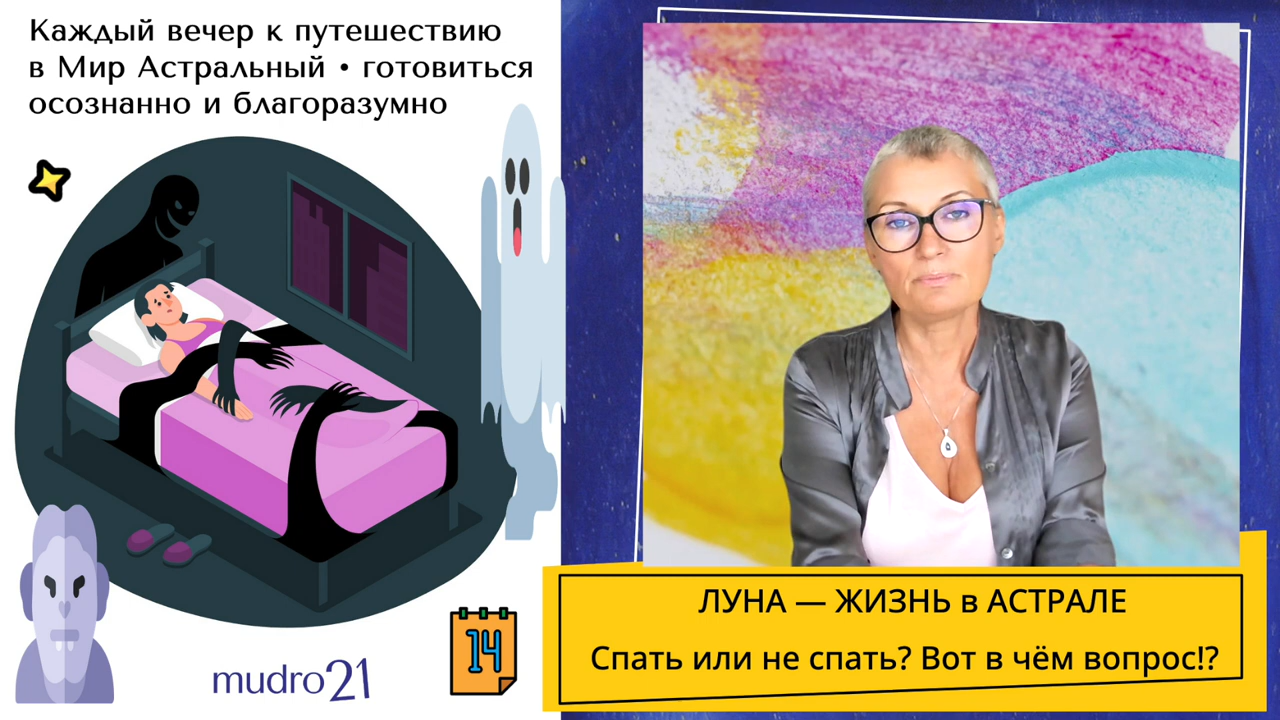 Каждый вечер к путешествию
в Мир Астральный • готовиться
осознанно и благоразумно
14
mudro21
ЛУНА — ЖИЗНЬ в АСТРАЛЕ
Спать или не спать? Вот в чём вопрос!?